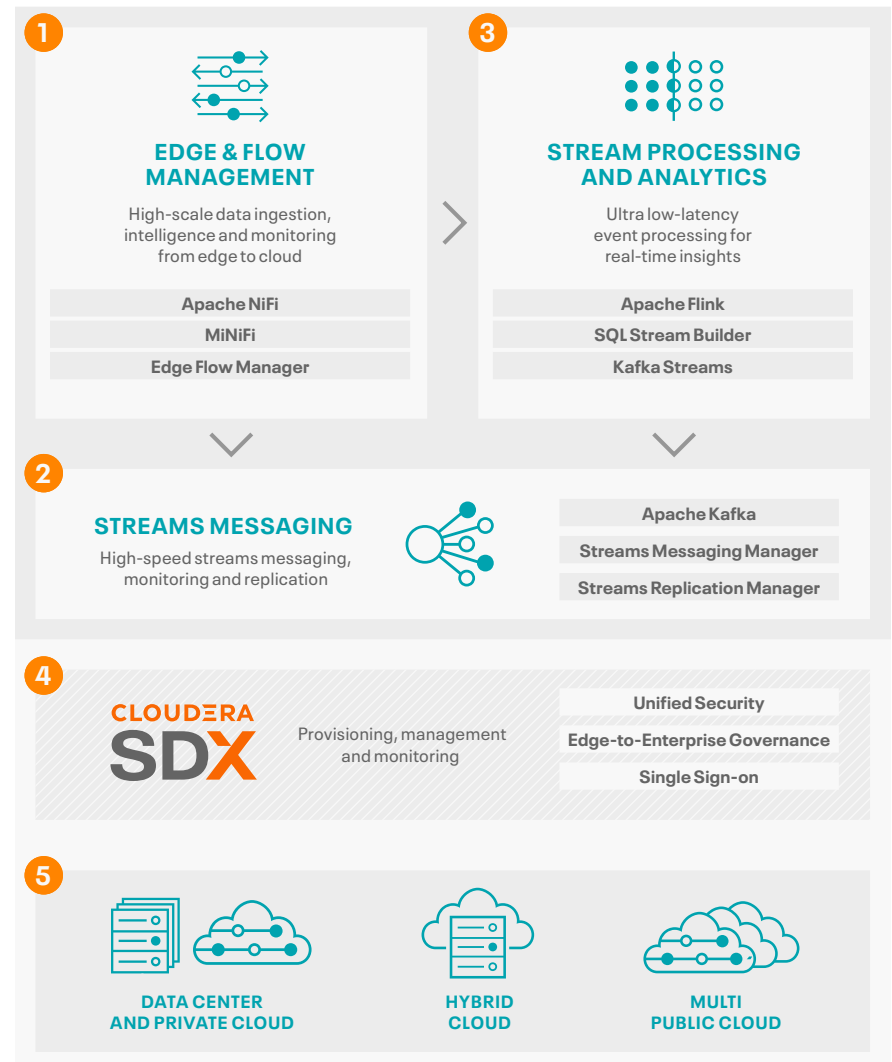 1
EDGE & FLOW
MANAGEMENT
High-scale data ingestion,
intelligence and monitoring
from edge to cloud
Apache NiFi
MiNiFi
Edge Flow Manager
3
STREAM PROCESSING
AND ANALYTICS
Ultra low-latency
event processing for
real-time insights
Apache Flink
SQL Stream Builder
Kafka Streams
2
STREAMS MESSAGING
High-speed streams messaging,
monitoring and replication
Apache Kafka
Streams Messaging Manager
Streams Replication Manager
4
CLOUDERA
SDX
Provisioning, management
and monitoring
Unified Security
Edge-to-Enterprise Governance
Single Sign-on
5
DATA CENTER
AND PRIVATE CLOUD
HYBRID
CLOUD
MULTI
PUBLIC CLOUD